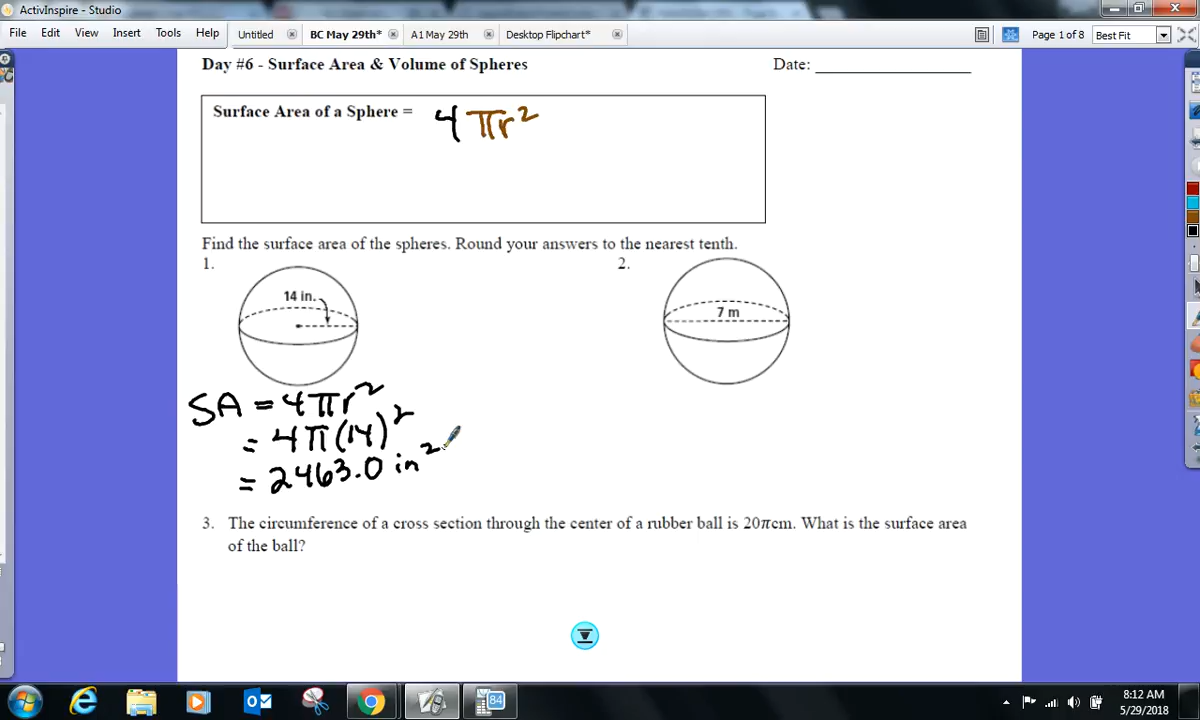 ActivInspire - Studio
File Edit View Insert Tools Help Untitled BC May 29th* A1 May 29th Desktop Flipchart* Page 1 of 8 Best Fit
Day #6 - Surface Area & Volume of Spheres Date: ___________________
Surface Area of a Sphere = 4πr²
Find the surface area of the spheres. Round your answers to the nearest tenth.
1. 2.
14 in.
7 m
SA = 4πr²
= 4π(14)²
= 2463.0 in²
3. The circumference of a cross section through the center of a rubber ball is 20πcm. What is the surface area
of the ball?
84
8:12 AM
5/29/2018